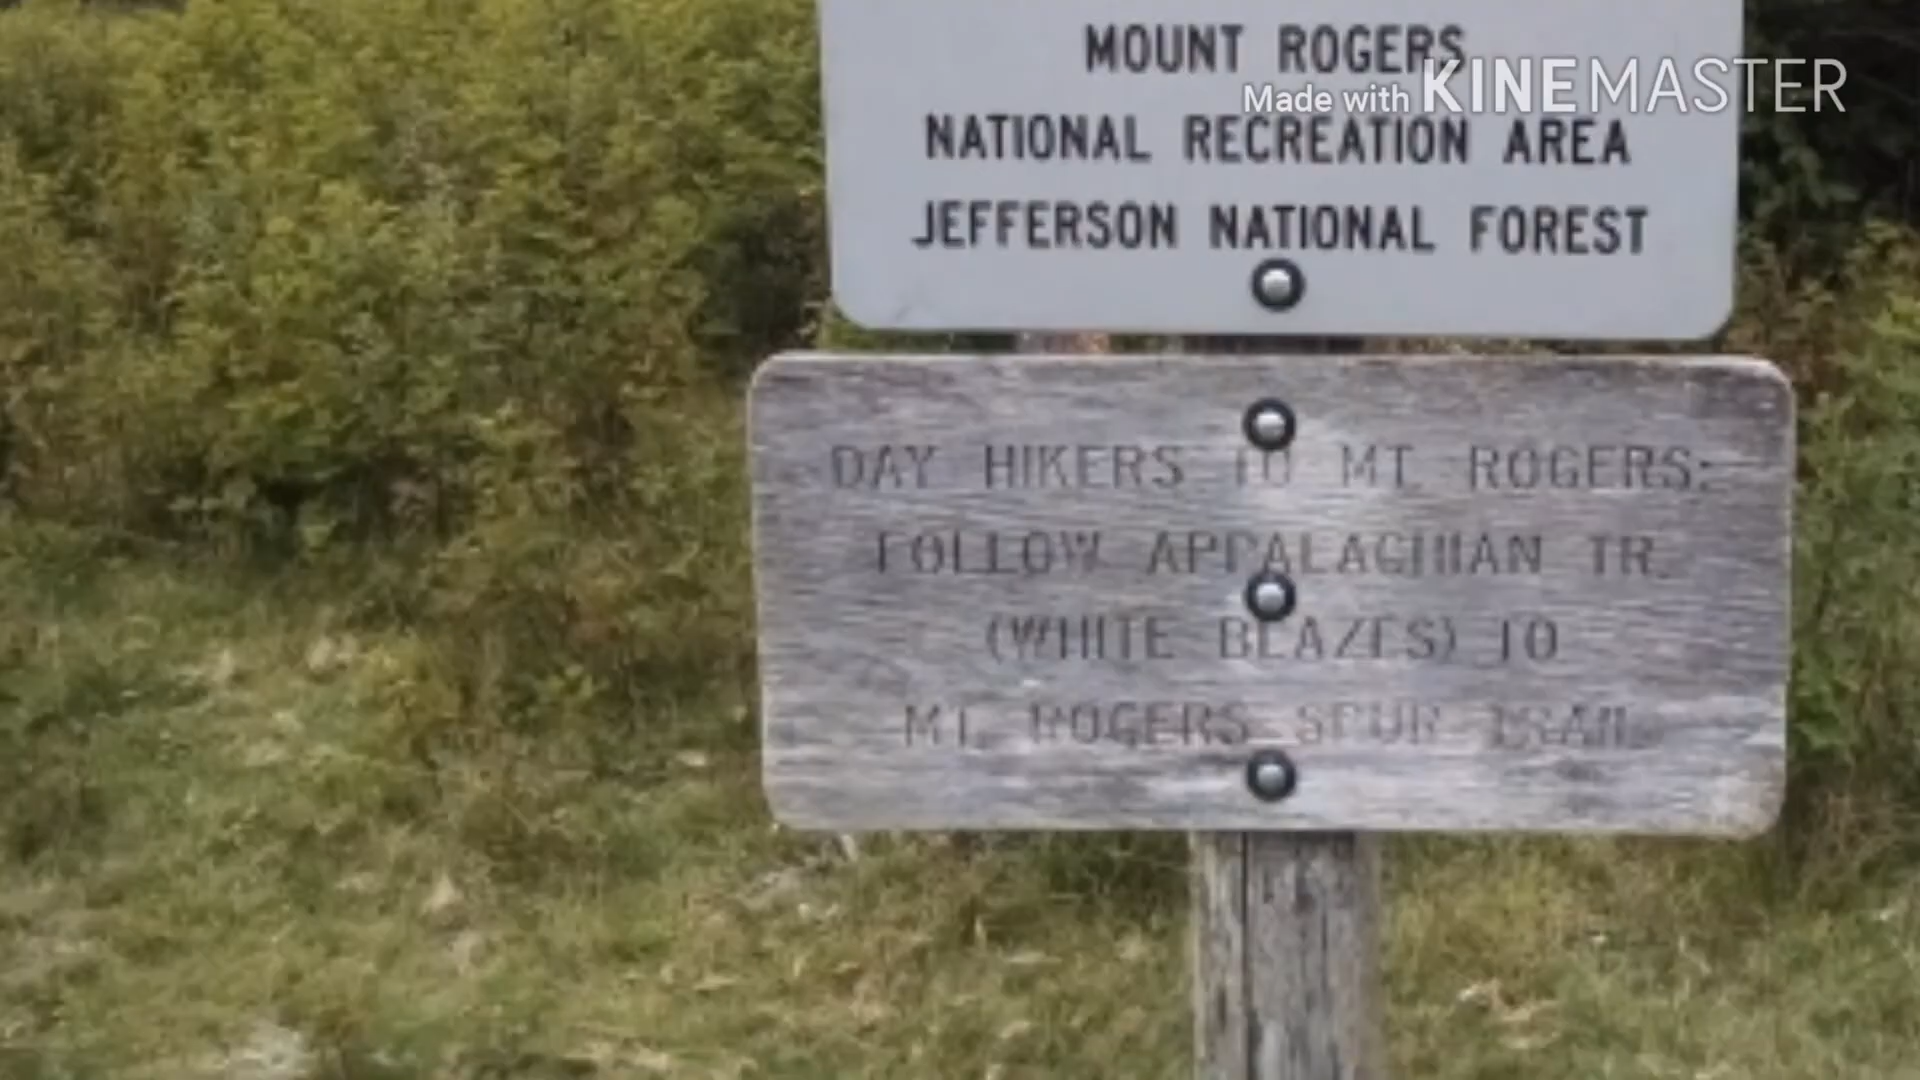 MOUNT ROGERS
Made with KINEMASTER
NATIONAL RECREATION AREA
JEFFERSON NATIONAL FOREST
DAY HIKERS TO MT. ROGERS:
FOLLOW APPALACHIAN TR.
(WHITE BLAZES) TO
MT. ROGERS SPUR TRAIL